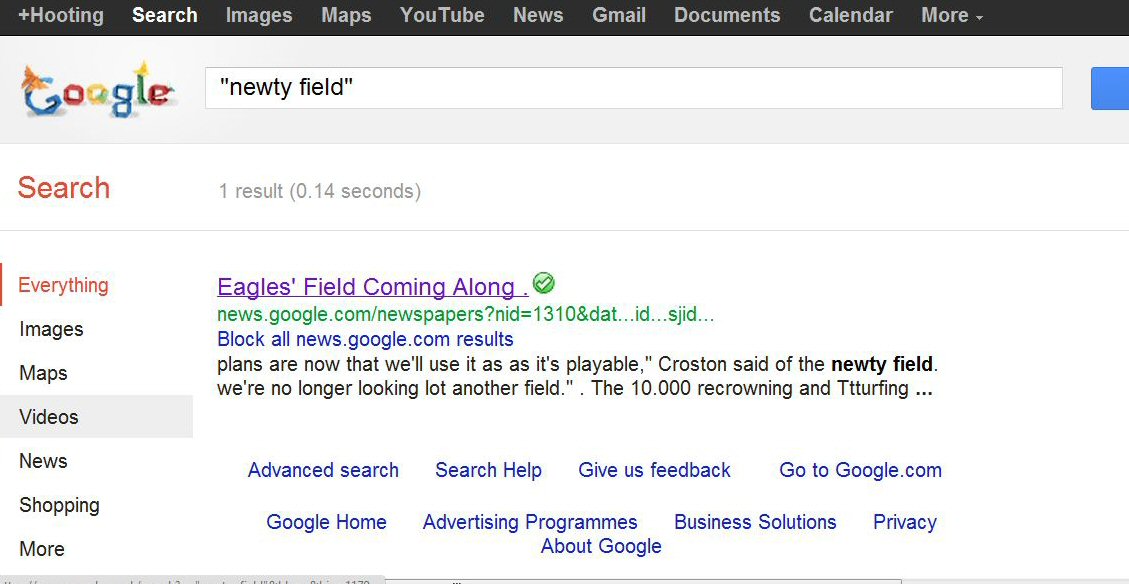 +Hooting Search Images Maps YouTube News Gmail Documents Calendar More
Google
"newty field"
Search
1 result (0.14 seconds)
Everything
Images
Maps
Videos
News
Shopping
More
Eagles' Field Coming Along .
news.google.com/newspapers?nid=1310&dat...id...sjid...
Block all news.google.com results
plans are now that we'll use it as as it's playable," Croston said of the newty field.
we're no longer looking lot another field." . The 10.000 recrowning and Ttturfing ...
Advanced search Search Help Give us feedback Go to Google.com
Google Home Advertising Programmes Business Solutions Privacy
About Google